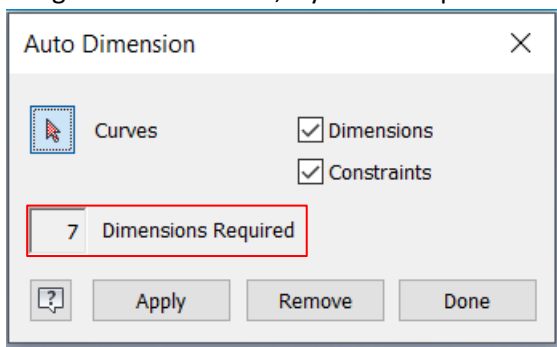 Auto Dimension
Curves
Dimensions
Constraints
7 Dimensions Required
Apply Remove Done